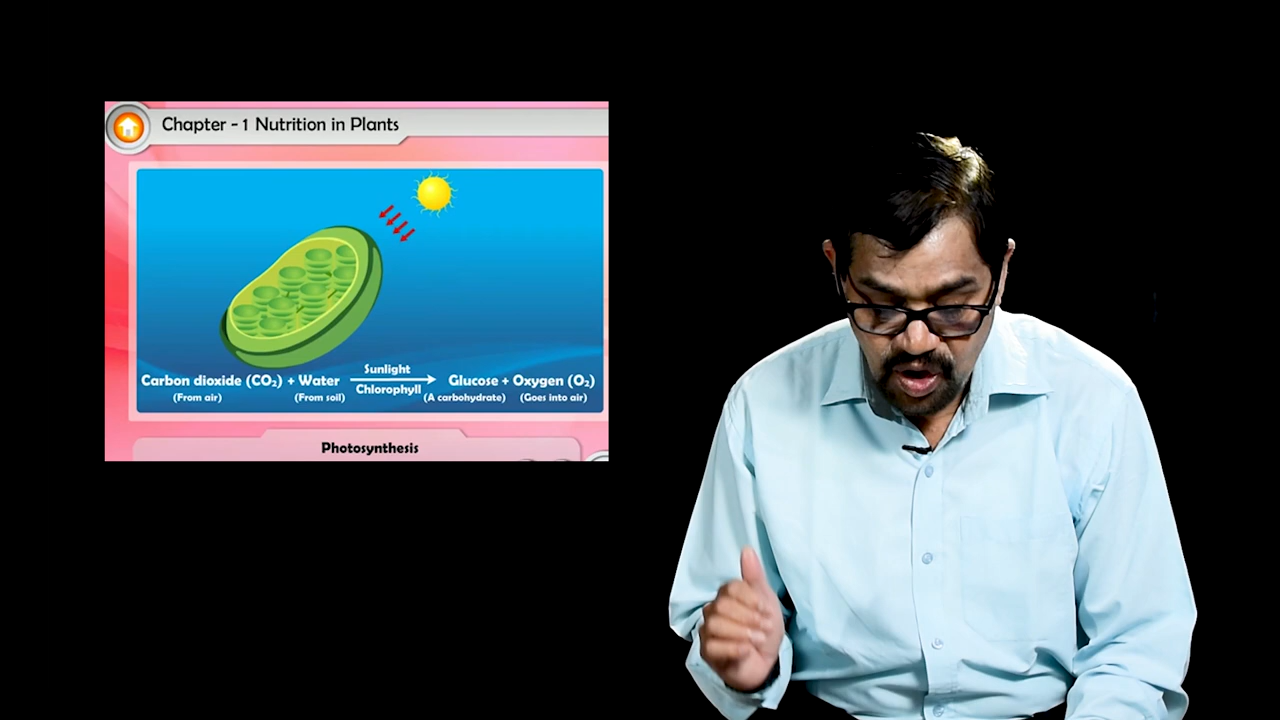 Chapter - 1 Nutrition in Plants
Sunlight
Carbon dioxide (CO₂) + Water Chlorophyll Glucose + Oxygen (O₂)
(From air) (From soil) (A carbohydrate) (Goes into air)
Photosynthesis